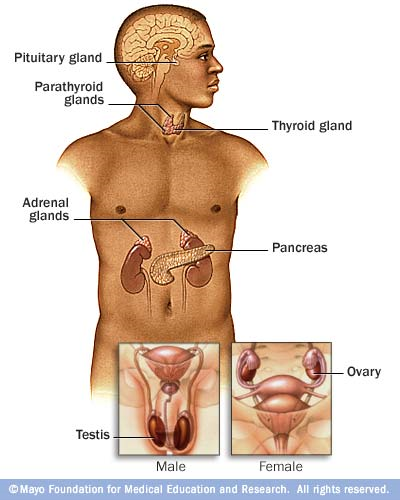 Pituitary gland
Parathyroid
glands
Thyroid gland
Adrenal
glands
Pancreas
Ovary
Testis
Male
Female
© Mayo Foundation for Medical Education and Research. All rights reserved.